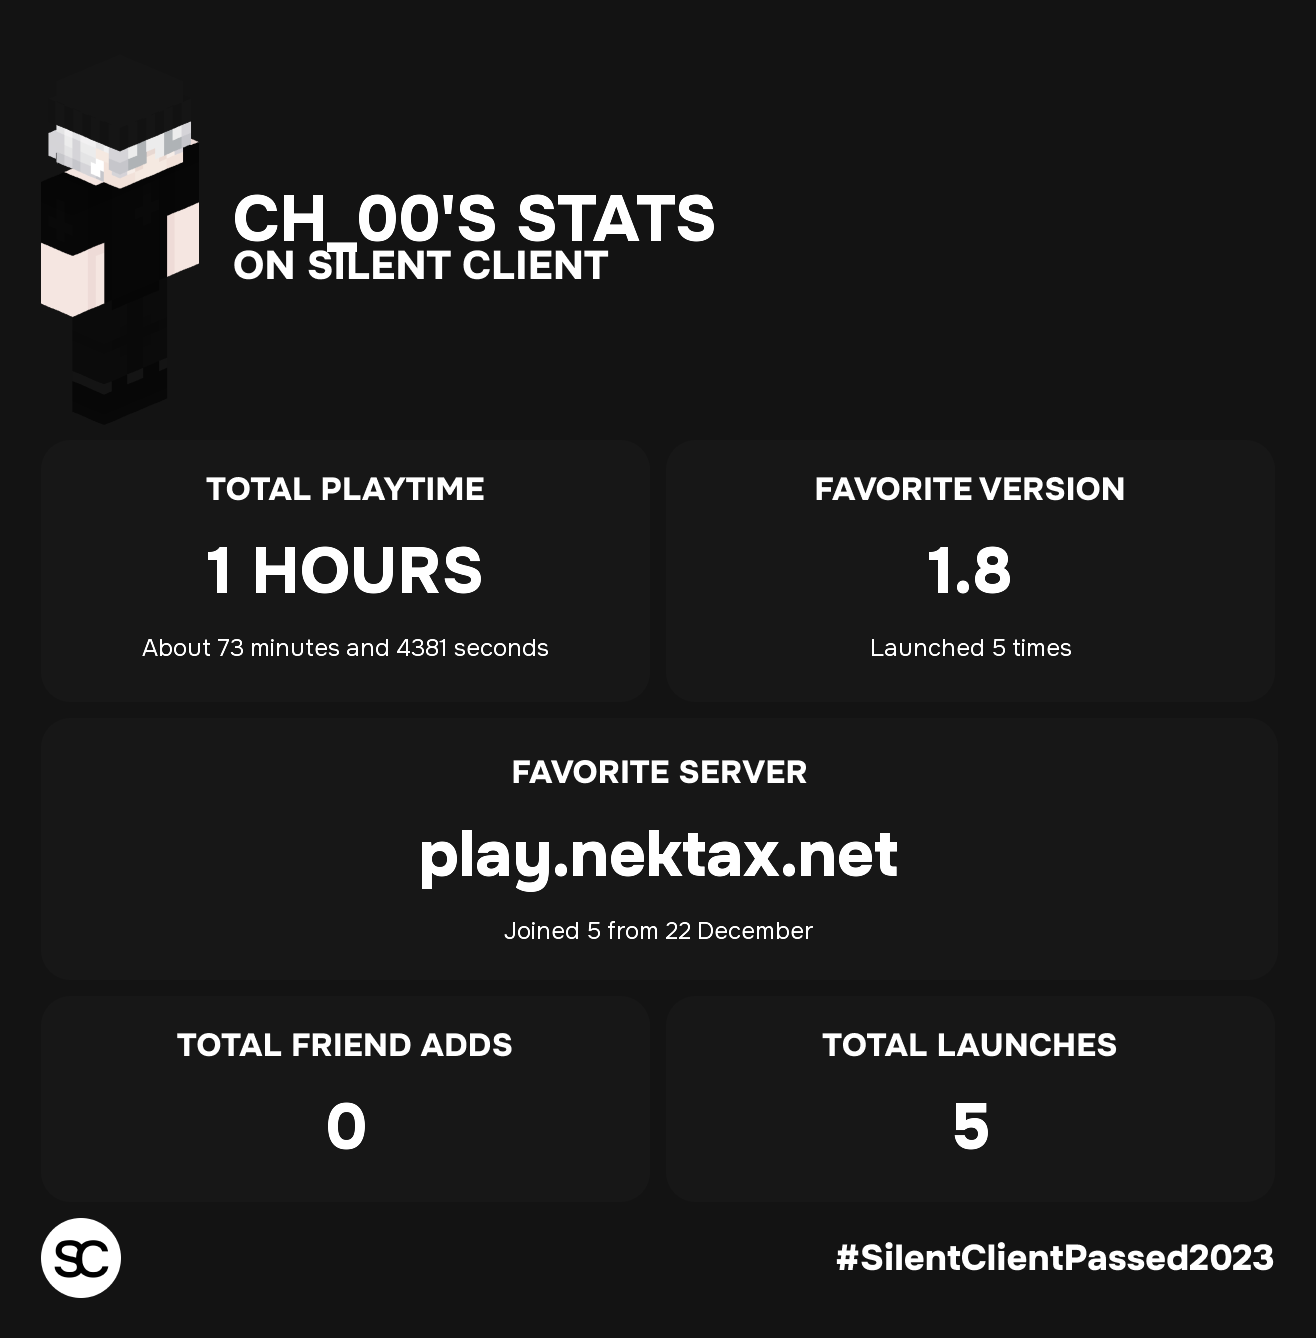 CH_00'S STATS
ON SILENT CLIENT
TOTAL PLAYTIME
1 HOURS
About 73 minutes and 4381 seconds
FAVORITE VERSION
1.8
Launched 5 times
FAVORITE SERVER
play.nektax.net
Joined 5 from 22 December
TOTAL FRIEND ADDS
0
TOTAL LAUNCHES
5
SC
#SilentClientPassed2023